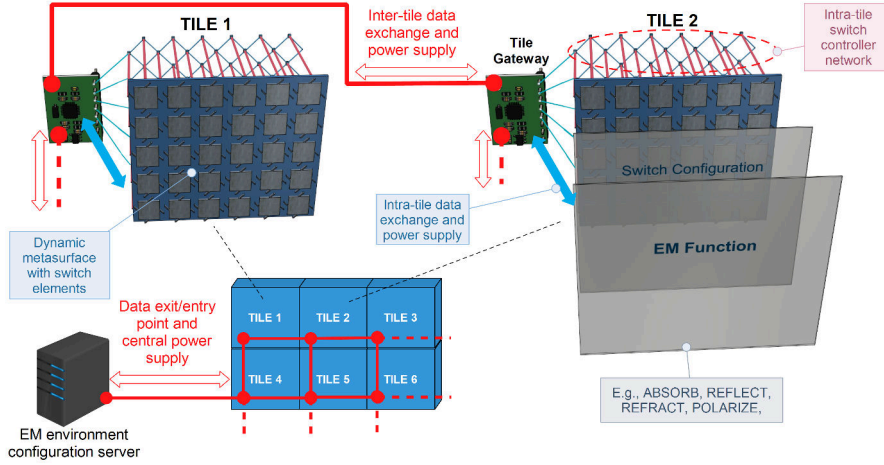 TILE 1
Inter-tile data
exchange and
power supply
Tile
Gateway
TILE 2
Intra-tile
switch
controller
network
Switch Configuration
EM Function
Dynamic
metasurface
with switch
elements
Intra-tile data
exchange and
power supply
Data exit/entry
point and
central power
supply
TILE 1
TILE 2
TILE 3
TILE 4
TILE 5
TILE 6
E.g., ABSORB, REFLECT,
REFRACT, POLARIZE,
EM environment
configuration server